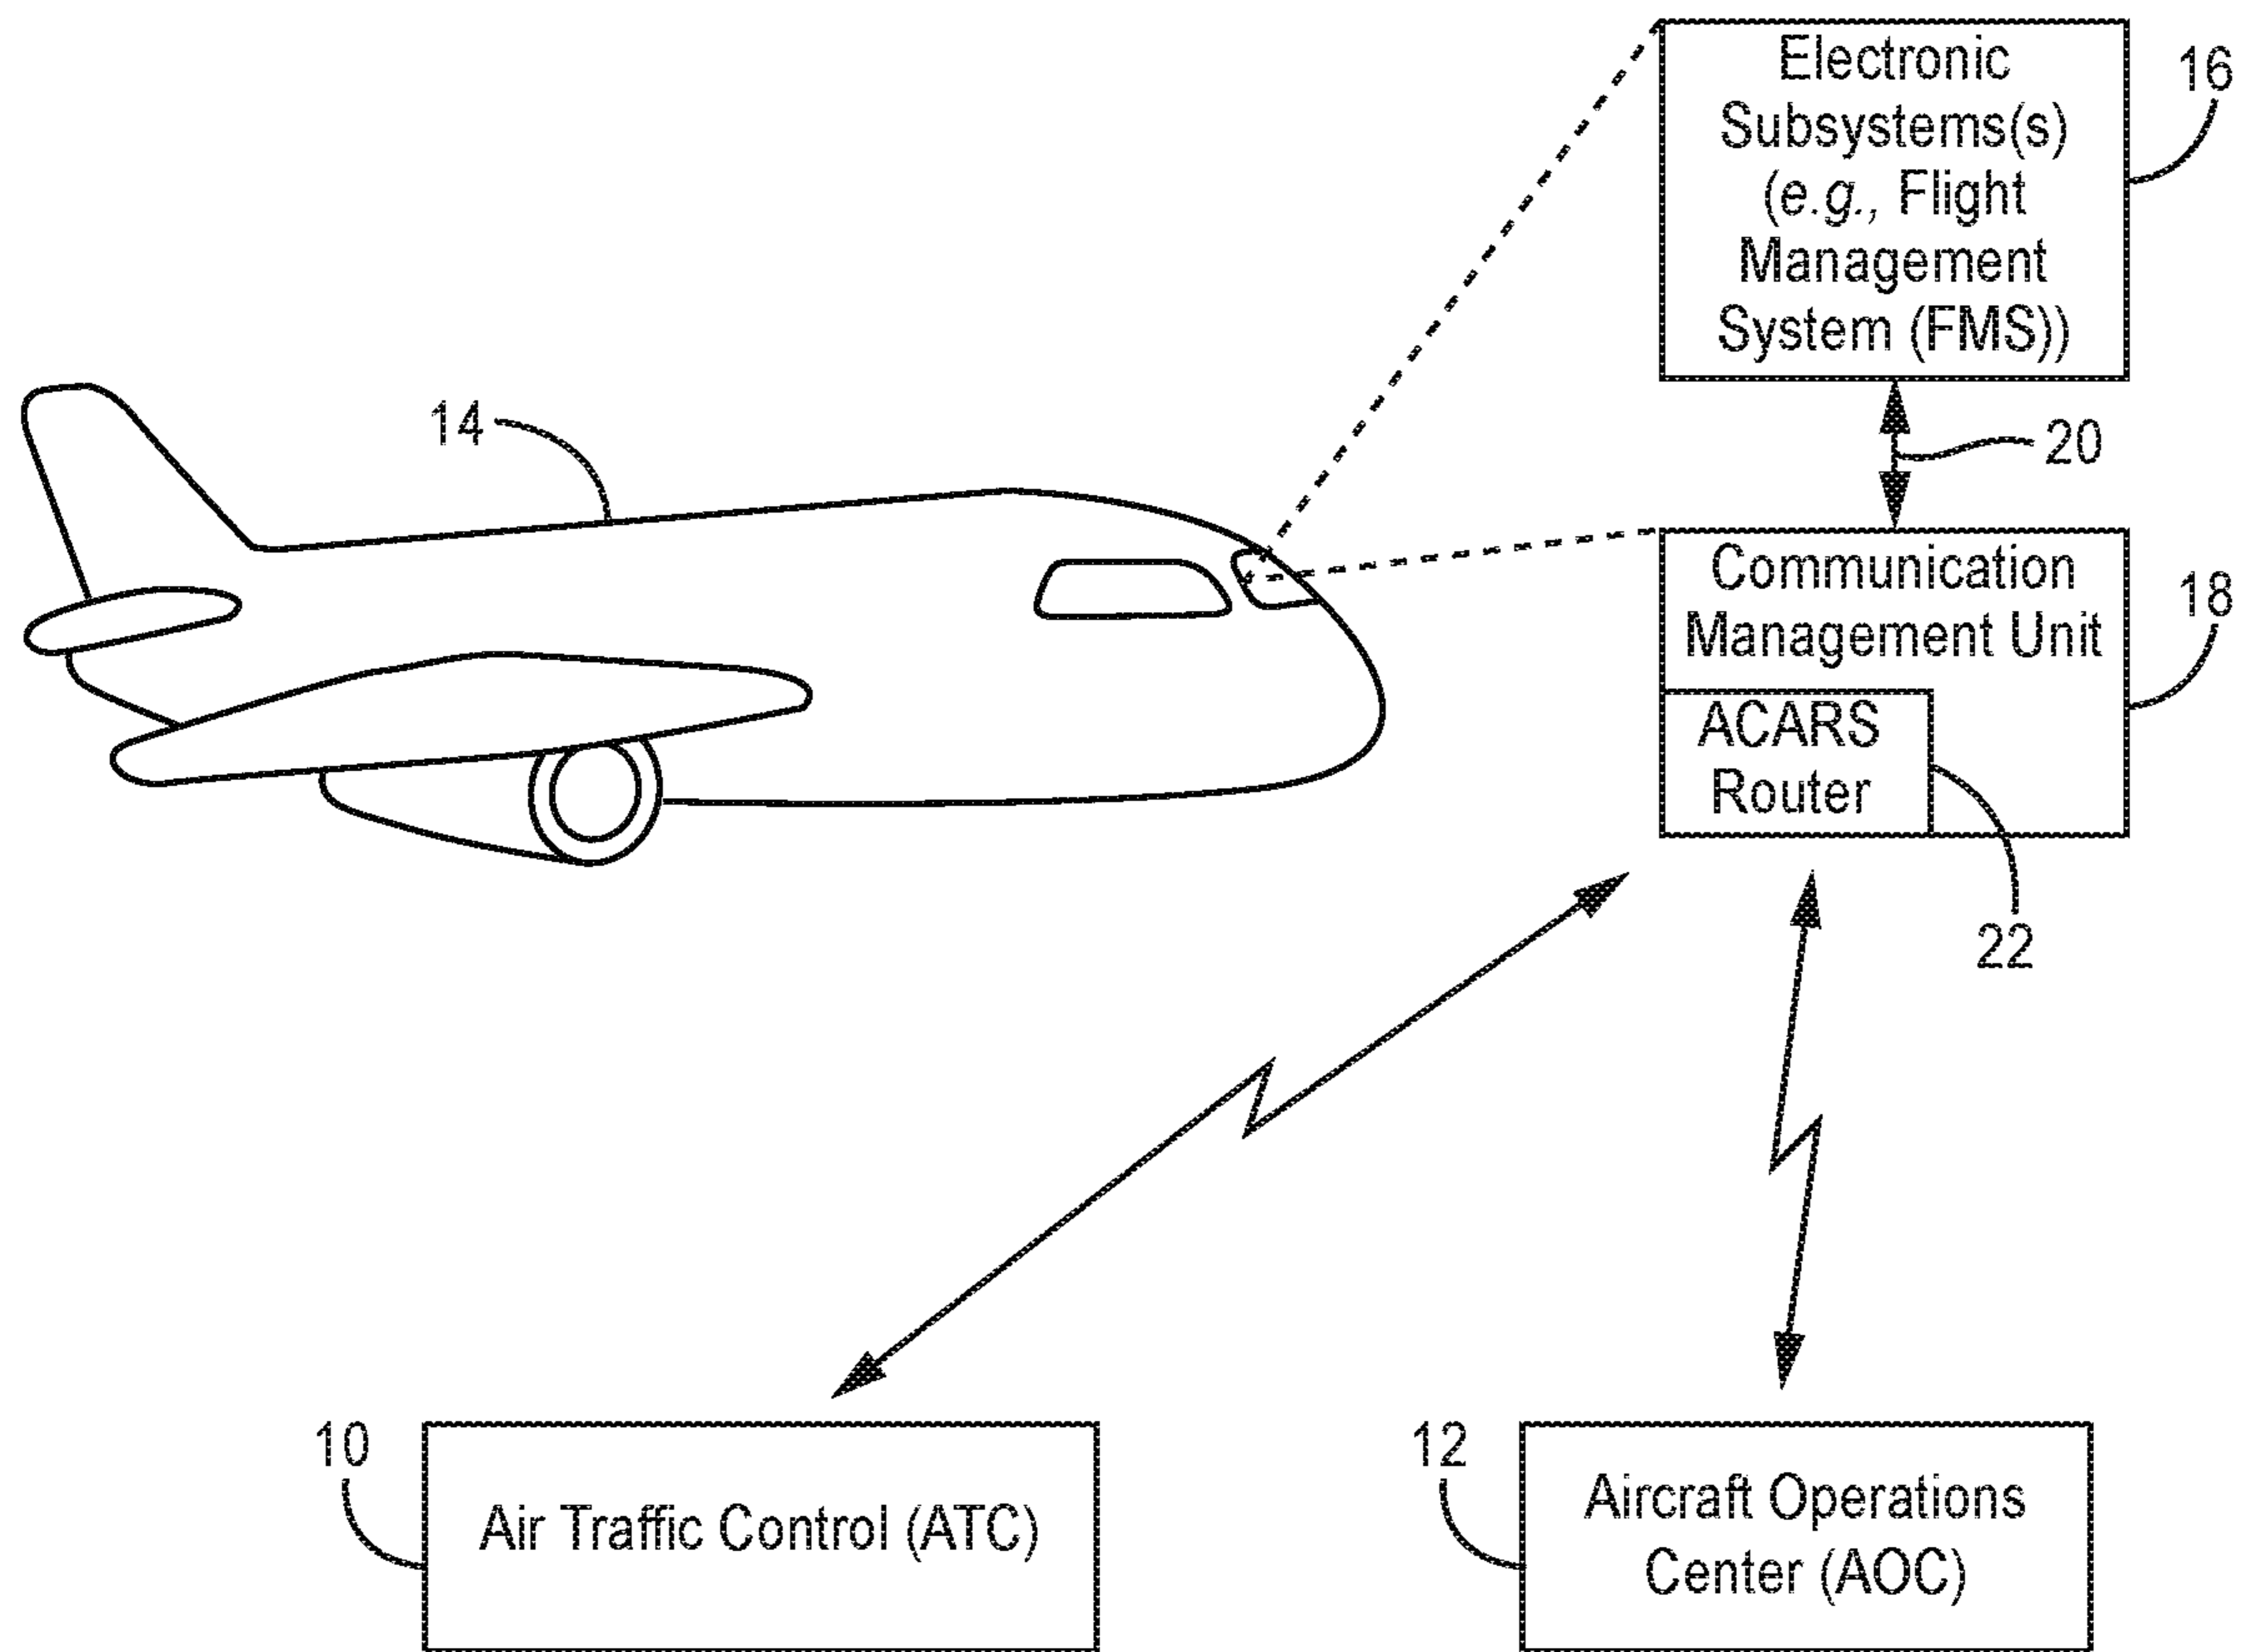 Electronic
Subsystems(s)
(e.g., Flight
Management
System (FMS))
16
14
20
Communication
Management Unit
18
ACARS
Router
22
10
Air Traffic Control (ATC)
12
Aircraft Operations
Center (AOC)